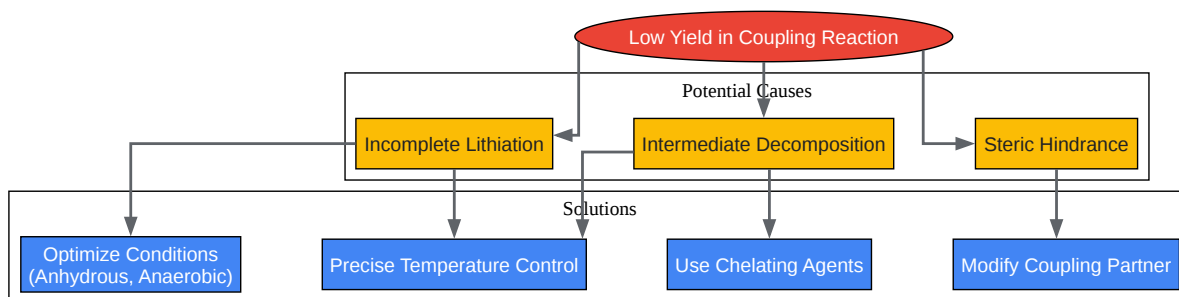 Low Yield in Coupling Reaction
Potential Causes
Incomplete Lithiation
Intermediate Decomposition
Steric Hindrance
Solutions
Optimize Conditions
(Anhydrous, Anaerobic)
Precise Temperature Control
Use Chelating Agents
Modify Coupling Partner